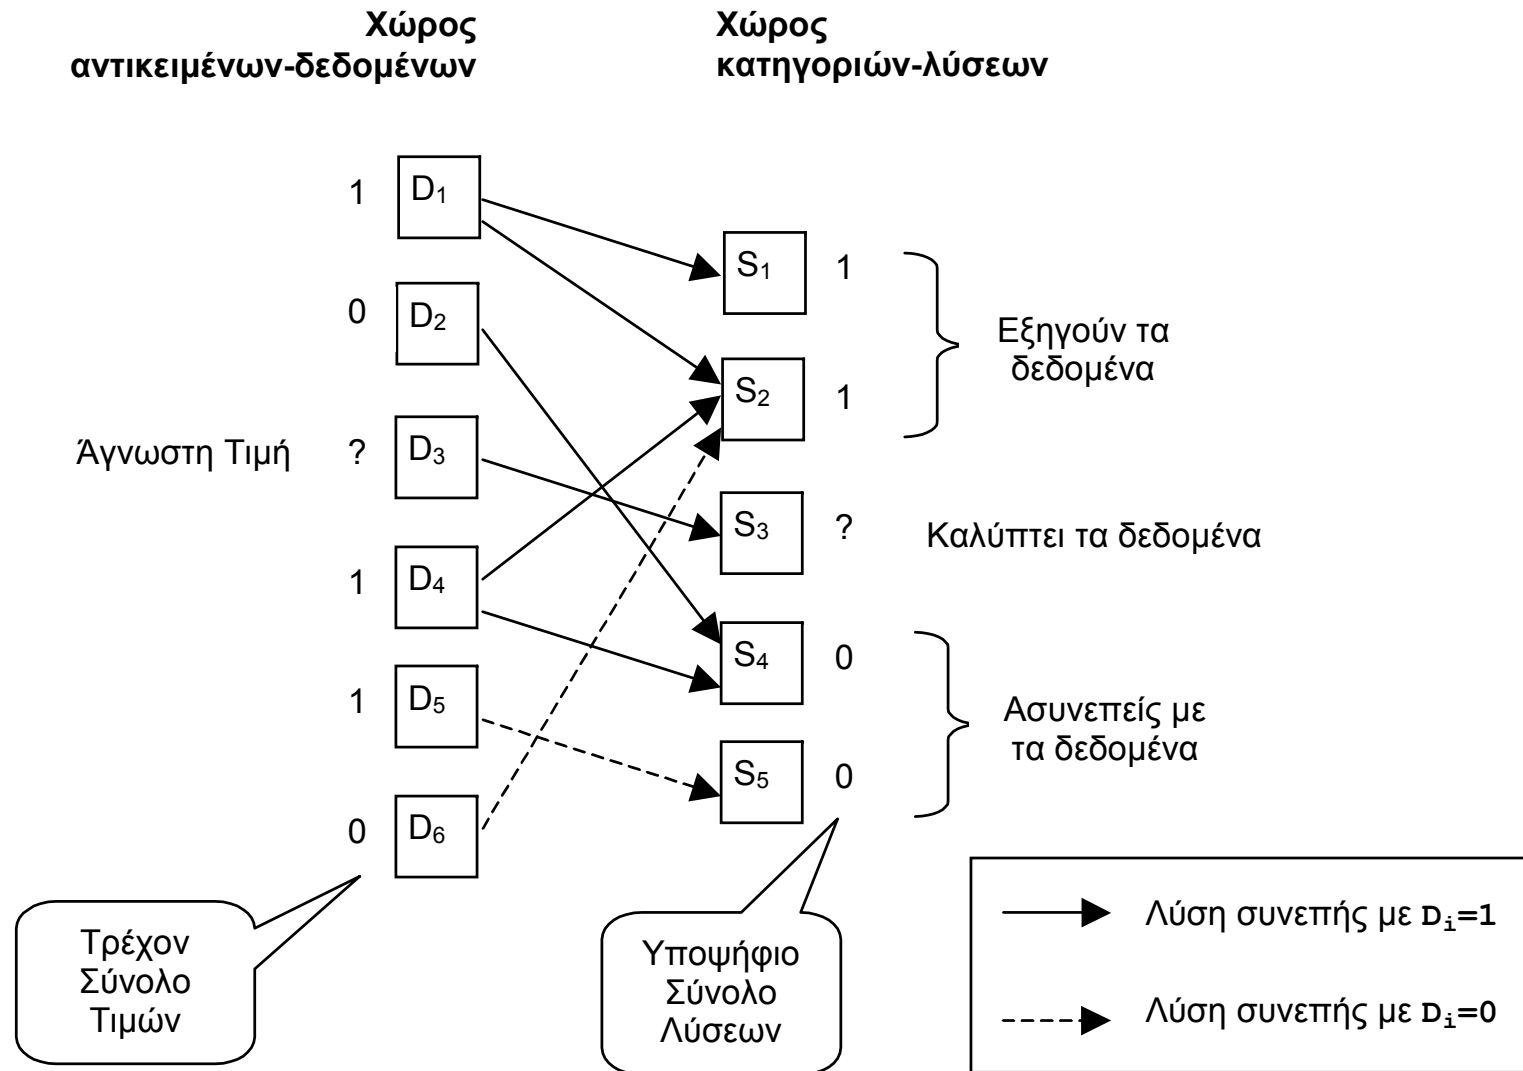 Χώρος
αντικειμένων-δεδομένων
Χώρος
κατηγοριών-λύσεων
1 D1
0 D2
Άγνωστη Τιμή ? D3
1 D4
1 D5
0 D6
S1 1
S2 1
S3 ?
S4 0
S5 0
Εξηγούν τα
δεδομένα
Καλύπτει τα δεδομένα
Ασυνεπείς με
τα δεδομένα
Τρέχον
Σύνολο
Τιμών
Υποψήφιο
Σύνολο
Λύσεων
Λύση συνεπής με Di=1
Λύση συνεπής με Di=0